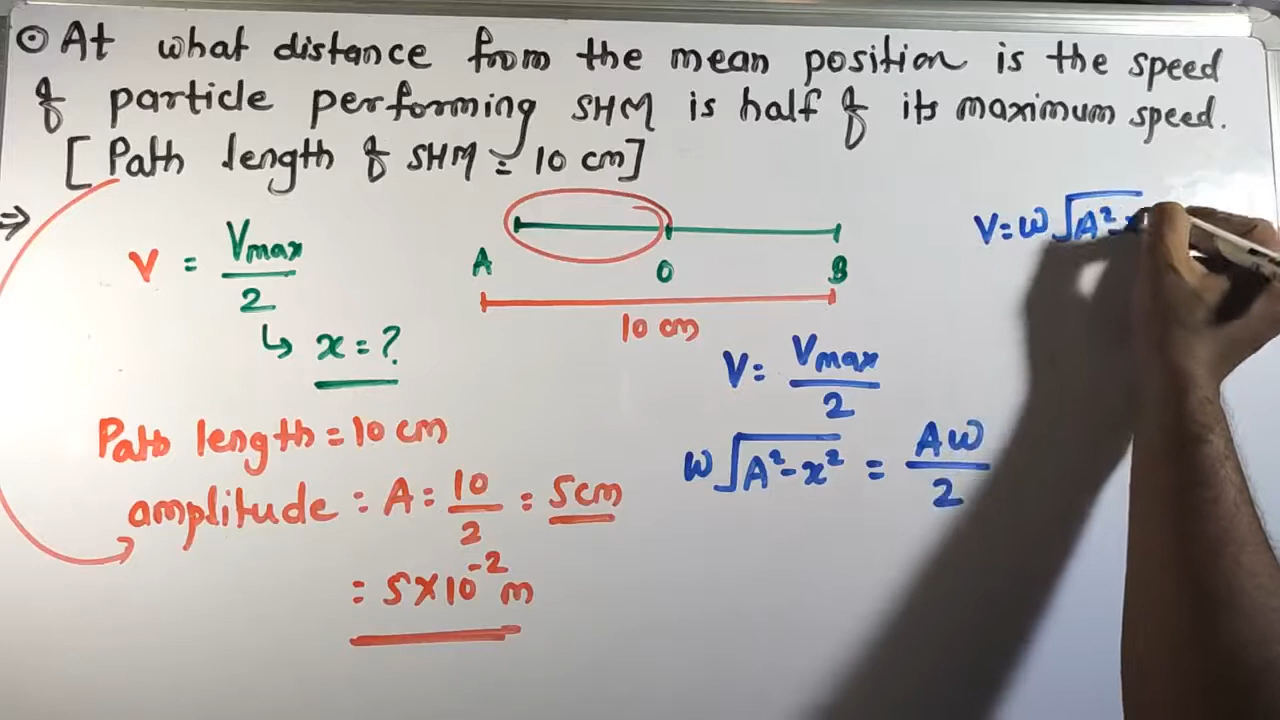 At what distance from the mean position is the speed
of particle performing SHM is half of its maximum speed.
[Path length of SHM = 10 cm]
⇒
V = Vmax/2
↳ x = ?
A O B
10 cm
Path length = 10 cm
amplitude = A = 10/2 = 5cm
= 5×10⁻² m
V = ω√A²-
V = Vmax/2
ω√A²-x² = Aω/2